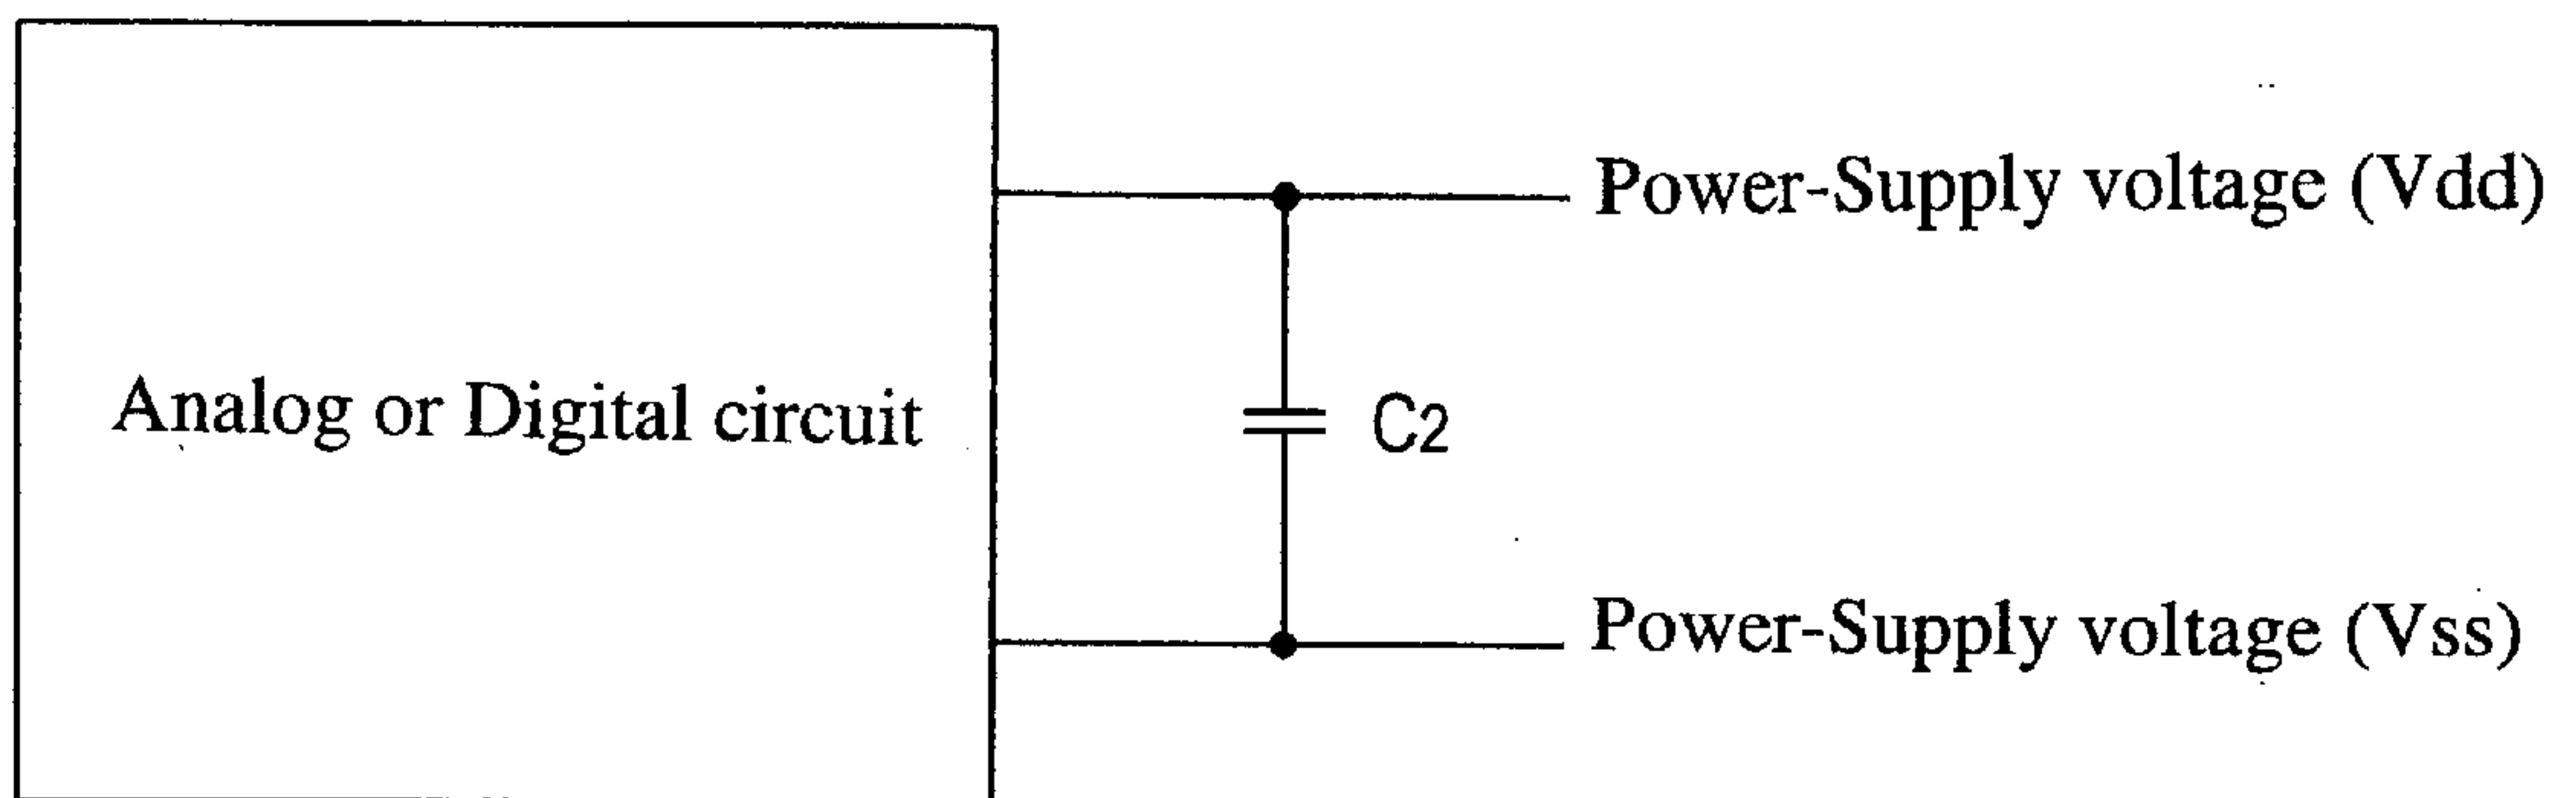 Power-Supply voltage (Vdd)
Analog or Digital circuit
C2
Power-Supply voltage (Vss)